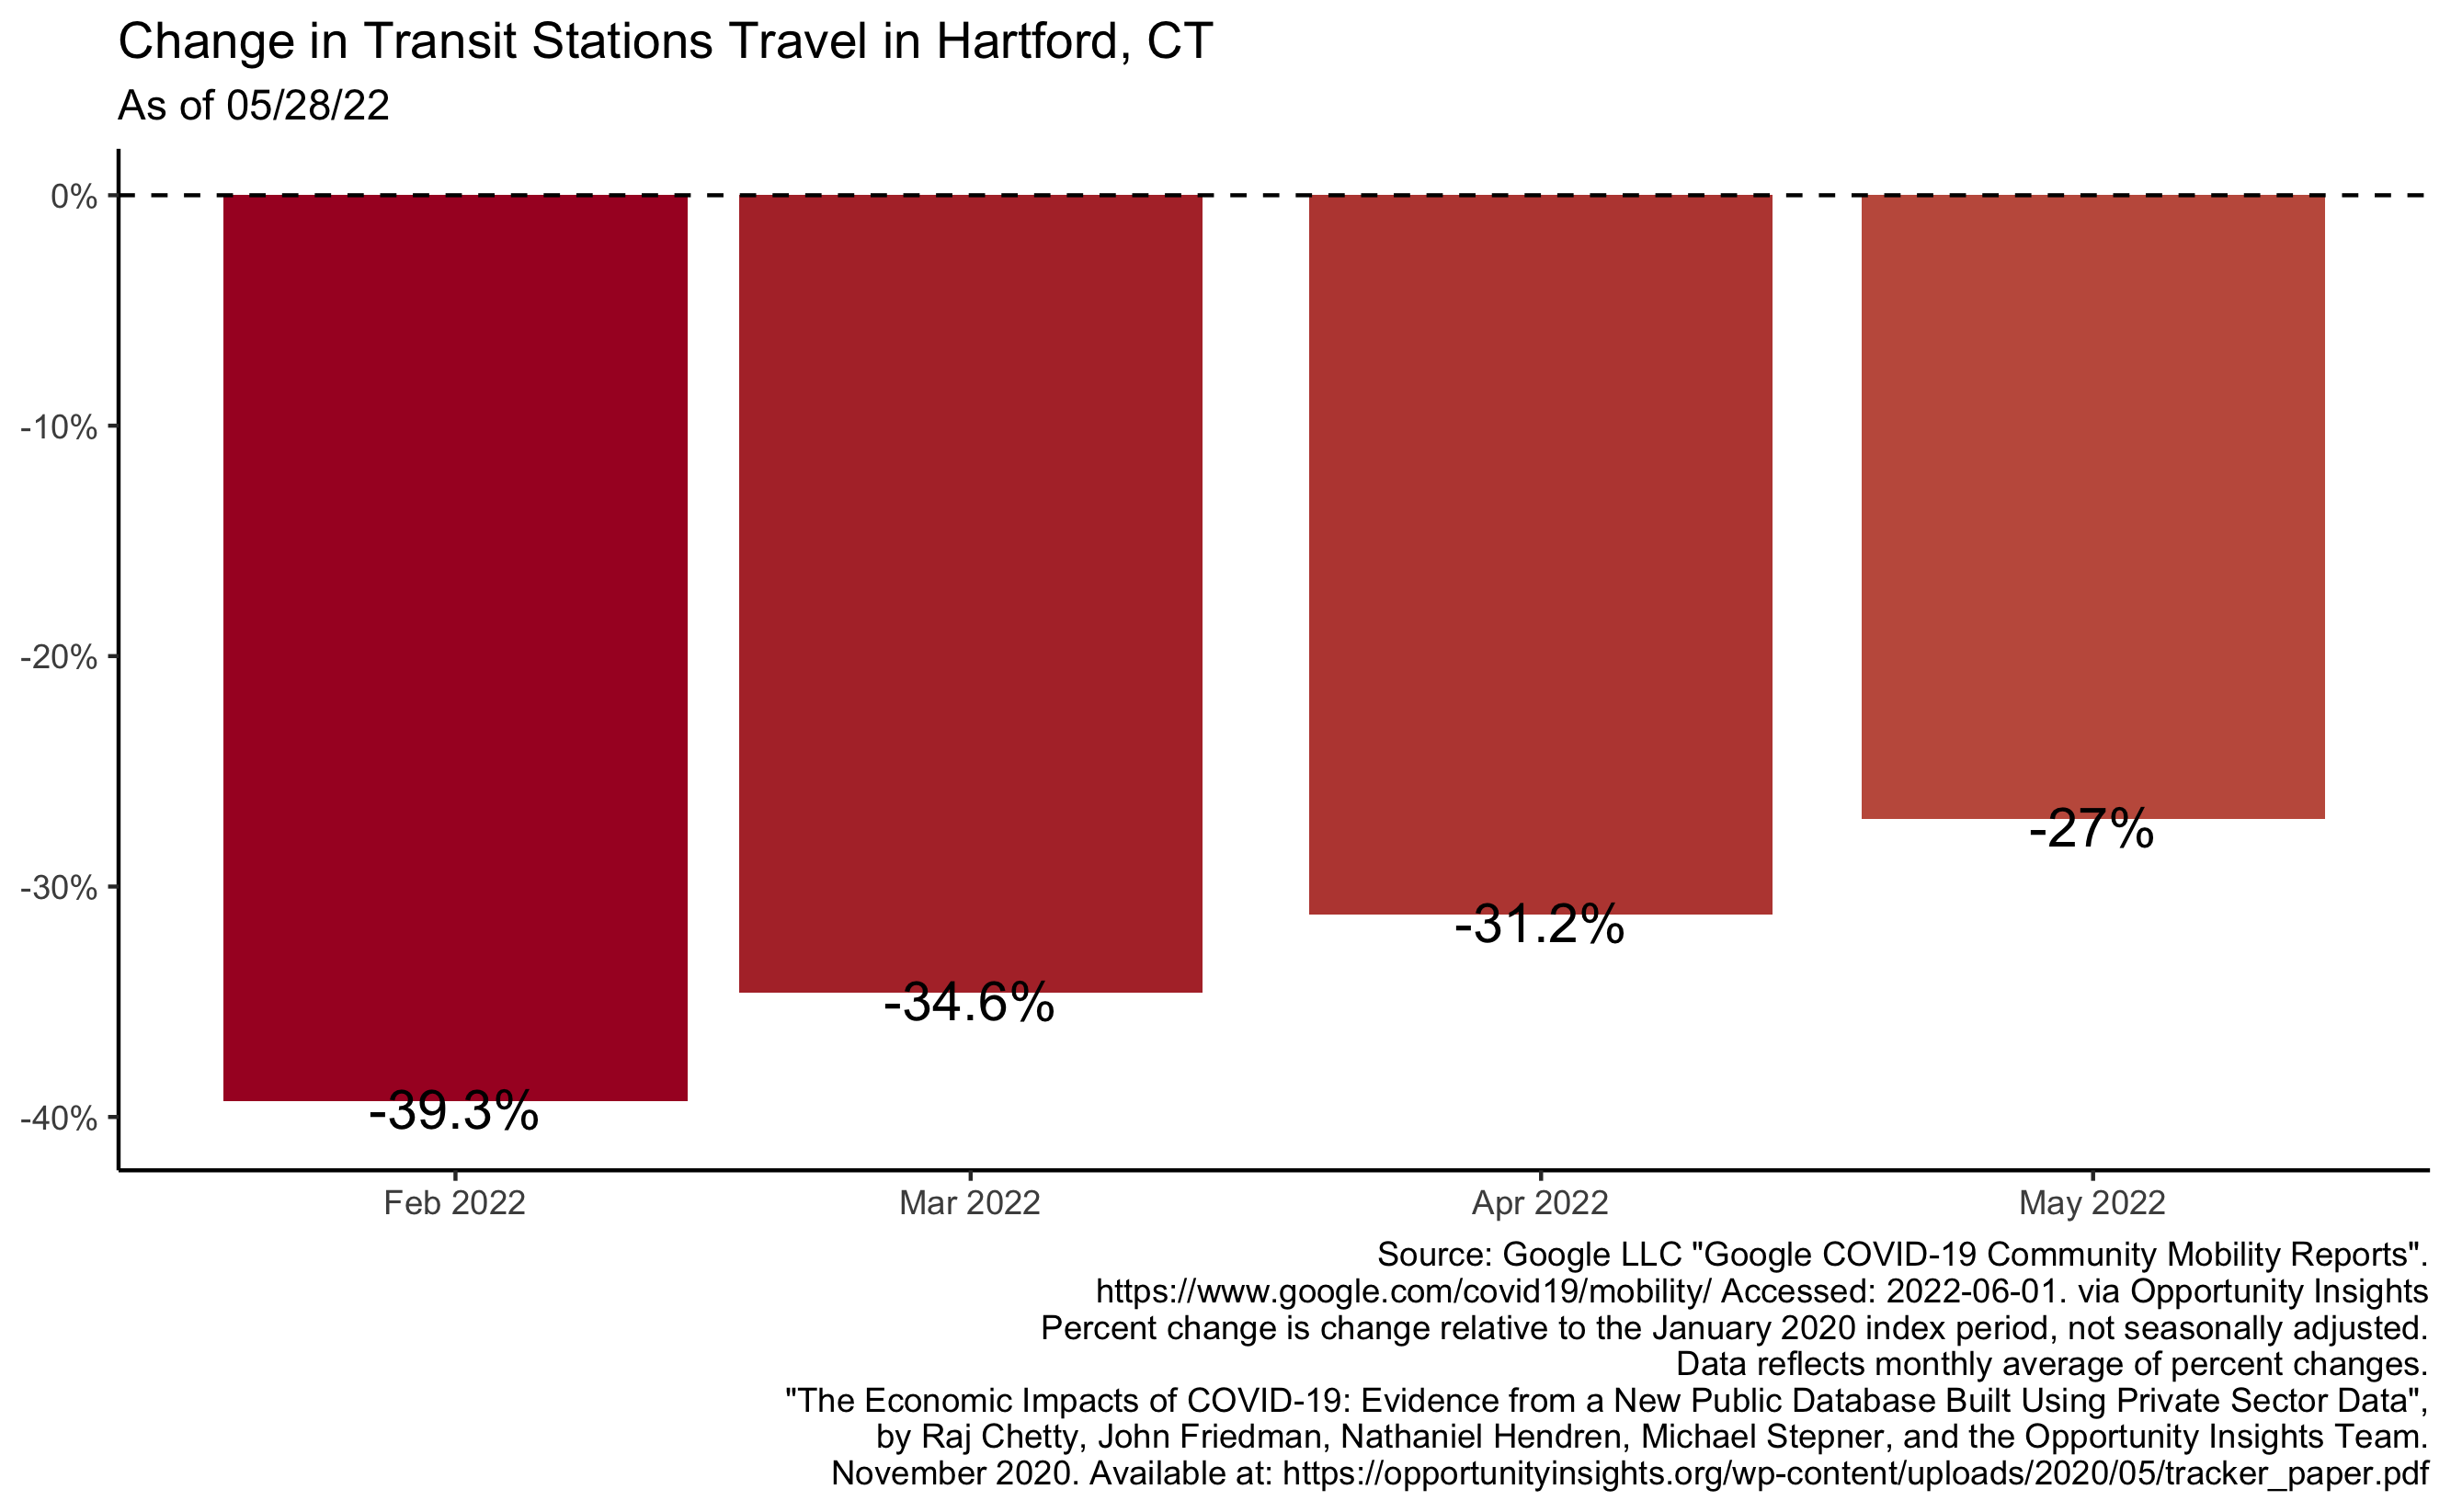 Change in Transit Stations Travel in Hartford, CT
As of 05/28/22
0%
-10%
-20%
-30%
-40%
-39.3%
-34.6%
-31.2%
-27%
Feb 2022
Mar 2022
Apr 2022
May 2022
Source: Google LLC "Google COVID-19 Community Mobility Reports".
https://www.google.com/covid19/mobility/ Accessed: 2022-06-01. via Opportunity Insights
Percent change is change relative to the January 2020 index period, not seasonally adjusted.
Data reflects monthly average of percent changes.
"The Economic Impacts of COVID-19: Evidence from a New Public Database Built Using Private Sector Data",
by Raj Chetty, John Friedman, Nathaniel Hendren, Michael Stepner, and the Opportunity Insights Team.
November 2020. Available at: https://opportunityinsights.org/wp-content/uploads/2020/05/tracker_paper.pdf